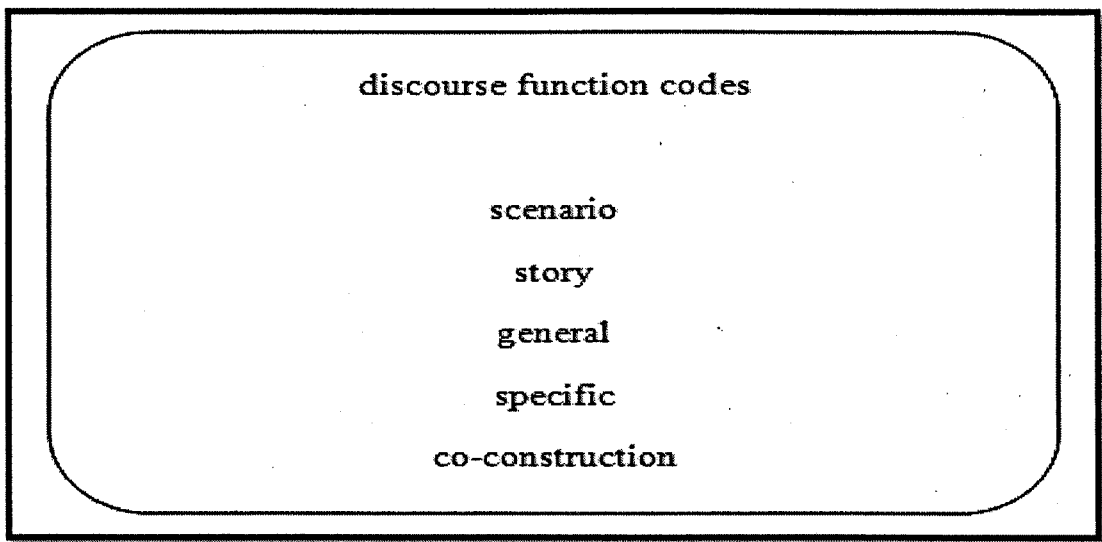 discourse function codes
scenario
story
general
specific
co-construction